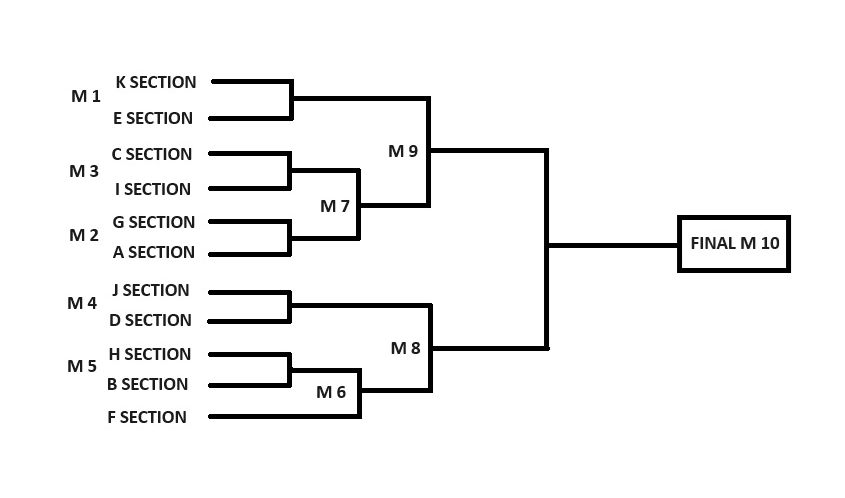 K SECTION
M 1
E SECTION
C SECTION
M 3
I SECTION
M 9
G SECTION
M 7
M 2
A SECTION
FINAL M 10
J SECTION
M 4
D SECTION
H SECTION
M 8
M 5
B SECTION
M 6
F SECTION